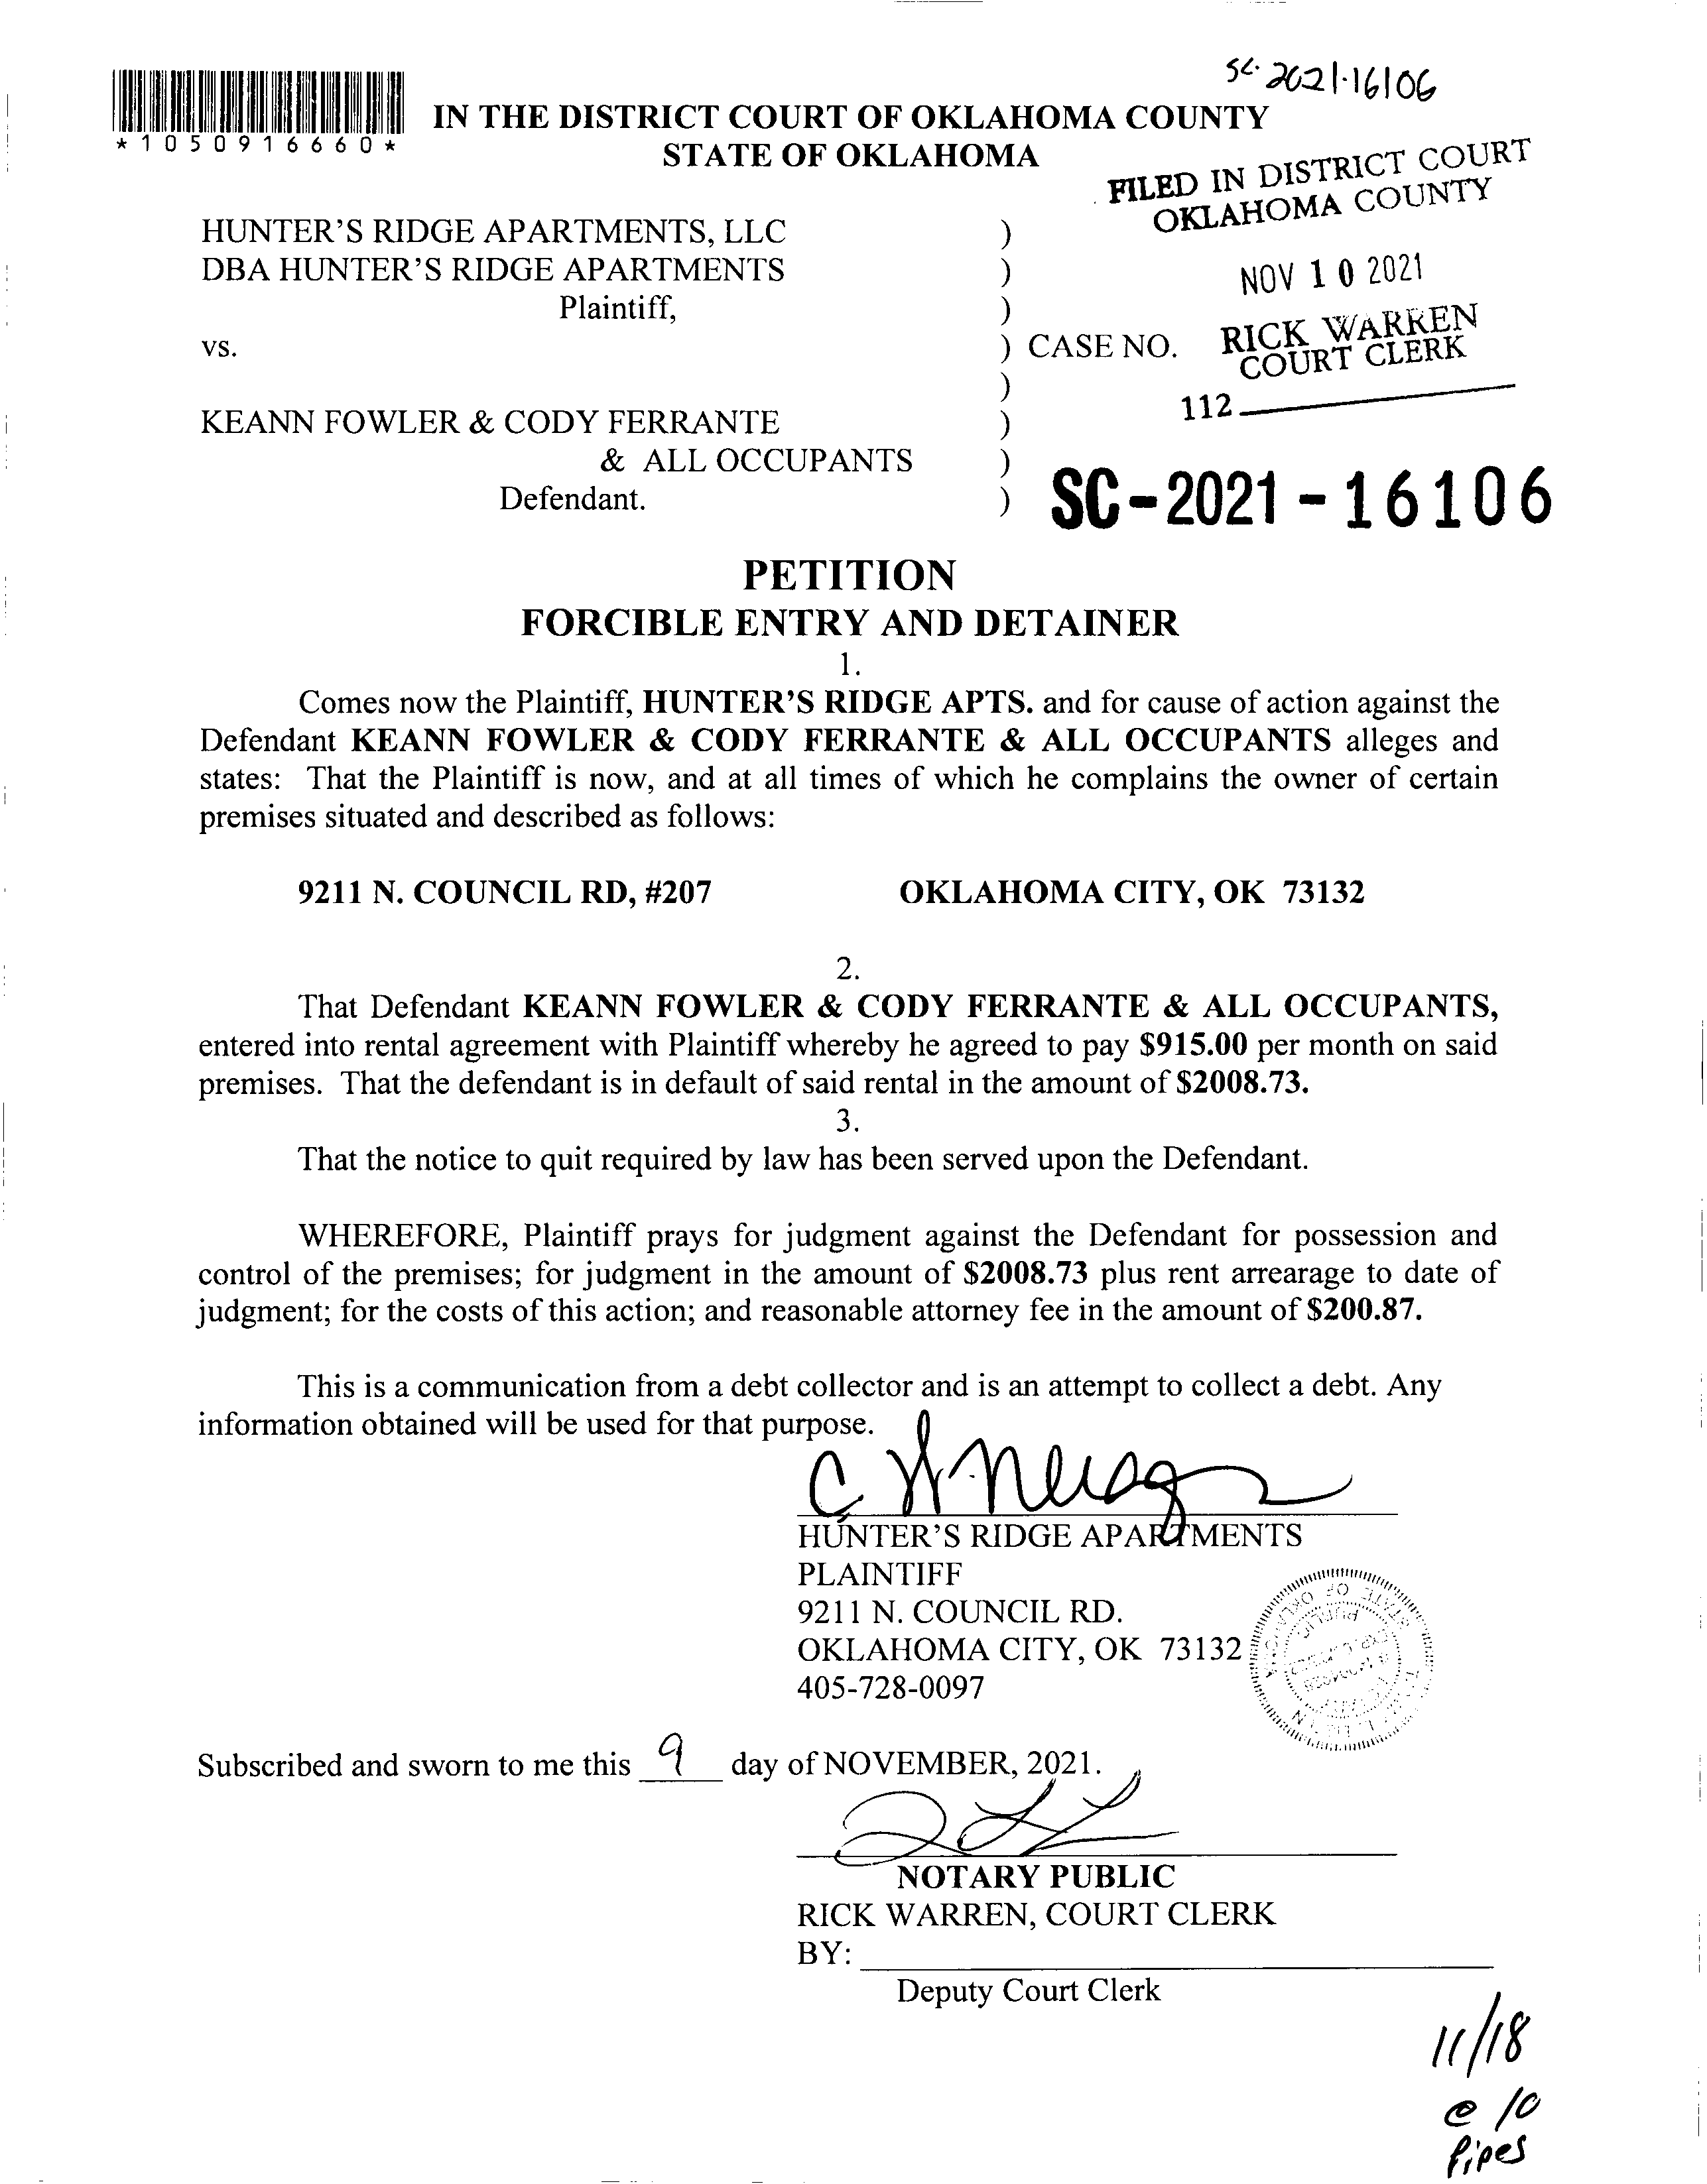 SC-2021-16106
*1050916660*
IN THE DISTRICT COURT OF OKLAHOMA COUNTY
STATE OF OKLAHOMA
FILED IN DISTRICT COURT
OKLAHOMA COUNTY
HUNTER'S RIDGE APARTMENTS, LLC )
DBA HUNTER'S RIDGE APARTMENTS )
NOV 10 2021
Plaintiff, )
vs. ) CASE NO.
RICK WARREN
COURT CLERK
)
112
KEANN FOWLER & CODY FERRANTE )
& ALL OCCUPANTS )
Defendant. )
SC-2021-16106
PETITION
FORCIBLE ENTRY AND DETAINER
1.
Comes now the Plaintiff, HUNTER'S RIDGE APTS. and for cause of action against the
Defendant KEANN FOWLER & CODY FERRANTE & ALL OCCUPANTS alleges and
states: That the Plaintiff is now, and at all times of which he complains the owner of certain
premises situated and described as follows:
9211 N. COUNCIL RD, #207 OKLAHOMA CITY, OK 73132
2.
That Defendant KEANN FOWLER & CODY FERRANTE & ALL OCCUPANTS,
entered into rental agreement with Plaintiff whereby he agreed to pay $915.00 per month on said
premises. That the defendant is in default of said rental in the amount of $2008.73.
3.
That the notice to quit required by law has been served upon the Defendant.
WHEREFORE, Plaintiff prays for judgment against the Defendant for possession and
control of the premises; for judgment in the amount of $2008.73 plus rent arrearage to date of
judgment; for the costs of this action; and reasonable attorney fee in the amount of $200.87.
This is a communication from a debt collector and is an attempt to collect a debt. Any
information obtained will be used for that purpose.
HUNTER'S RIDGE APARTMENTS
PLAINTIFF
9211 N. COUNCIL RD.
OKLAHOMA CITY, OK 73132
405-728-0097
STATE OF
PUBLIC
Subscribed and sworn to me this 9 day of NOVEMBER, 2021.
NOTARY PUBLIC
RICK WARREN, COURT CLERK
BY:
Deputy Court Clerk
11/18
@ 10
Pipes